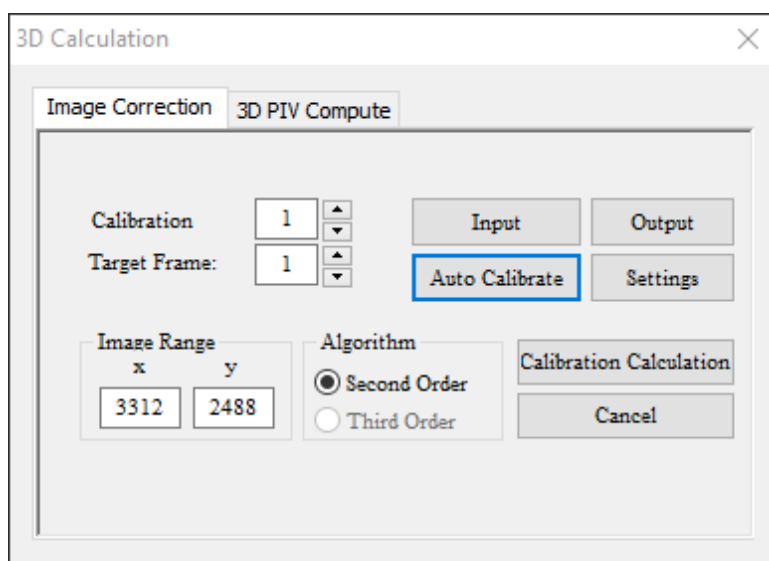 3D Calculation
Image Correction
3D PIV Compute
Calibration 1
Input
Output
Target Frame: 1
Auto Calibrate
Settings
Image Range
x y
3312 2488
Algorithm
Second Order
Third Order
Calibration Calculation
Cancel